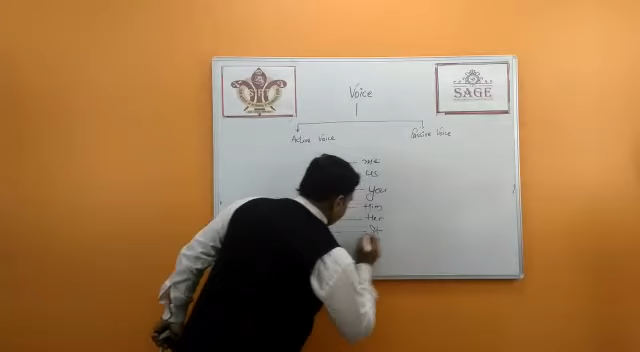 Voice
SAGE
Active Voice
Passive Voice
me
us
you
Him
Her
It